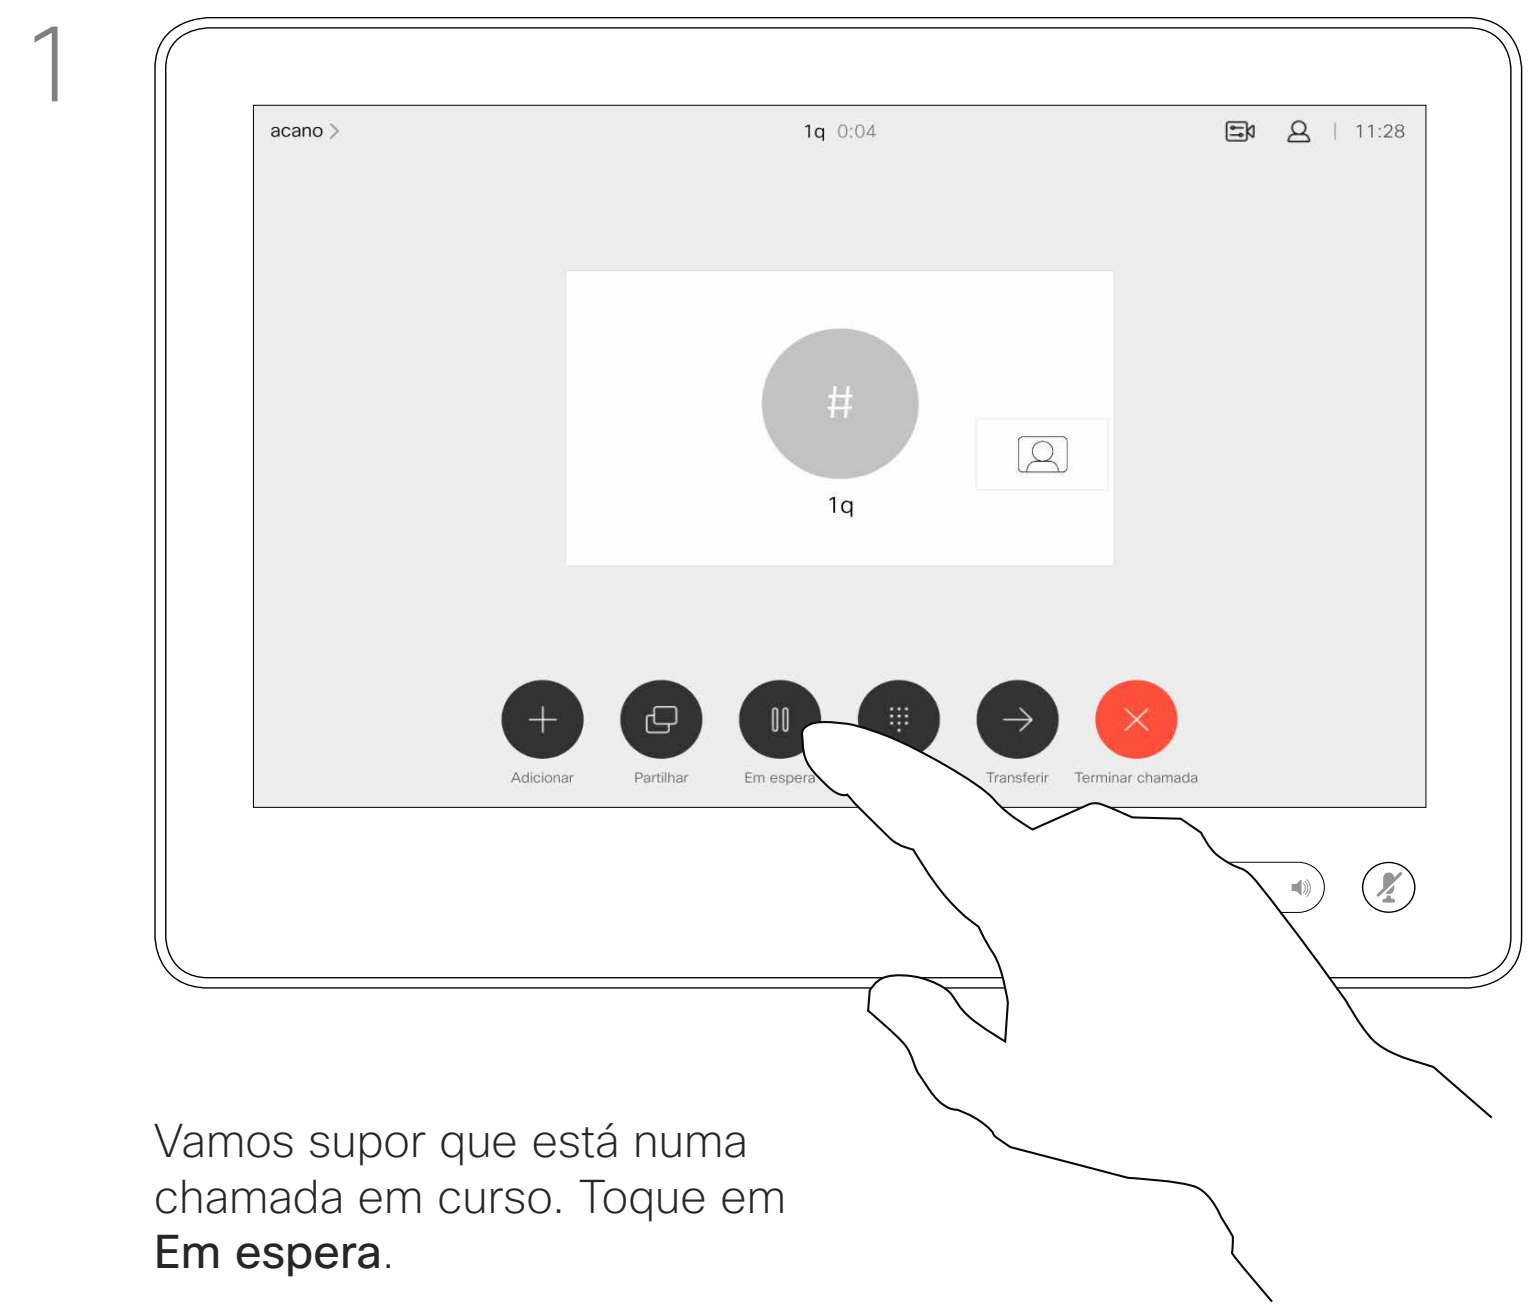 1
acano
1q 0:04
11:28
#
1q
Adicionar
Partilhar
Em espera
Transferir
Terminar chamada
Vamos supor que está numa
chamada em curso. Toque em
Em espera.